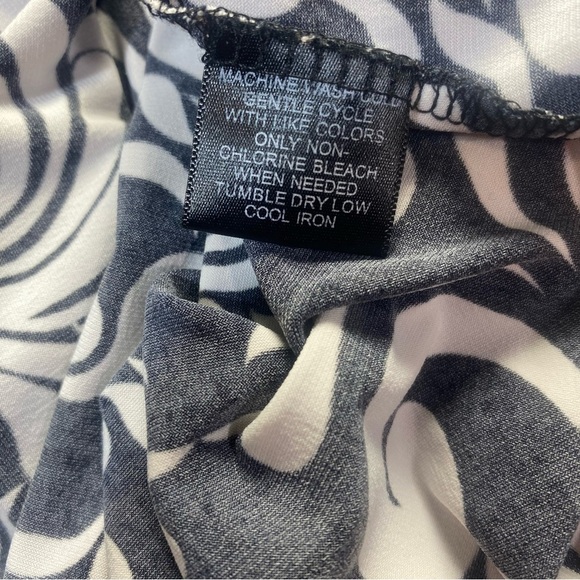 MACHINE WASH COLD
GENTLE CYCLE
WITH LIKE COLORS
ONLY NON-
CHLORINE BLEACH
WHEN NEEDED
TUMBLE DRY LOW
COOL IRON